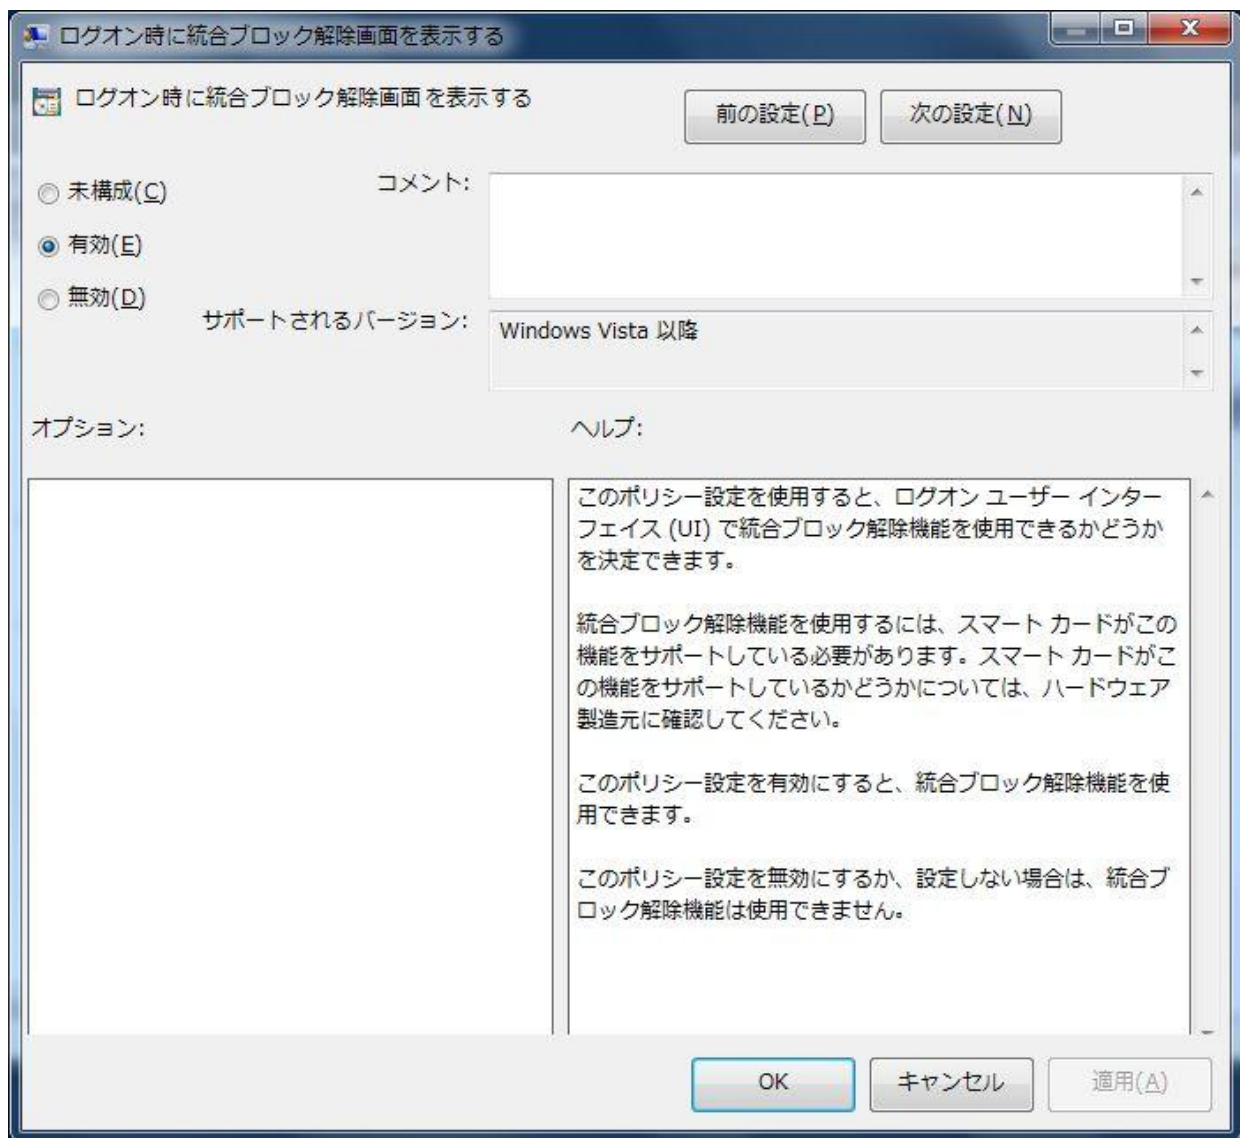 ログオン時に統合ブロック解除画面を表示する
ログオン時に統合ブロック解除画面を表示する
前の設定(P)
次の設定(N)
未構成(C)
有効(E)
無効(D)
コメント:
サポートされるバージョン:
Windows Vista 以降
オプション:
ヘルプ:
このポリシー設定を使用すると、ログオン ユーザー インター
フェイス (UI) で統合ブロック解除機能を使用できるかどうか
を決定できます。
統合ブロック解除機能を使用するには、スマート カードがこの
機能をサポートしている必要があります。スマート カードがこ
の機能をサポートしているかどうかについては、ハードウェア
製造元に確認してください。
このポリシー設定を有効にすると、統合ブロック解除機能を使
用できます。
このポリシー設定を無効にするか、設定しない場合は、統合ブ
ロック解除機能は使用できません。
OK
キャンセル
適用(A)